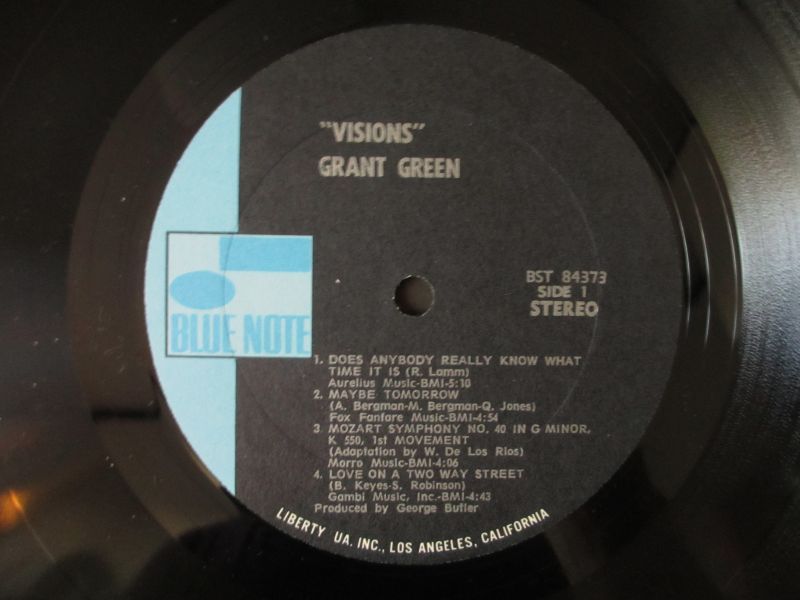 "VISIONS"
GRANT GREEN
BLUE NOTE
BST 84373
SIDE 1
STEREO
1. DOES ANYBODY REALLY KNOW WHAT
TIME IT IS (R. Lamm)
Aurelius Music-BMI-5:10
2. MAYBE TOMORROW
(A. Bergman-M. Bergman-Q. Jones)
Fox Fanfare Music-BMI-4:54
3. MOZART SYMPHONY NO. 40 IN G MINOR,
K 550, 1st MOVEMENT
(Adaptation by W. De Los Rios)
Morro Music-BMI-4:06
4. LOVE ON A TWO WAY STREET
(B. Keyes-S. Robinson)
Gambi Music, Inc.-BMI-4:43
Produced by George Butler
LIBERTY UA, INC., LOS ANGELES, CALIFORNIA